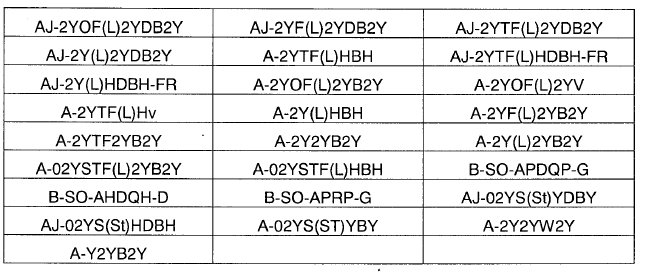 AJ-2YOF(L)2YDB2Y AJ-2YF(L)2YDB2Y AJ-2YTF(L)2YDB2Y
AJ-2Y(L)2YDB2Y A-2YTF(L)HBH AJ-2YTF(L)HDBH-FR
AJ-2Y(L)HDBH-FR A-2YOF(L)2YB2Y A-2YOF(L)2YV
A-2YTF(L)Hv A-2Y(L)HBH A-2YF(L)2YB2Y
A-2YTF2YB2Y A-2Y2YB2Y A-2Y(L)2YB2Y
A-02YSTF(L)2YB2Y A-02YSTF(L)HBH B-SO-APDQP-G
B-SO-AHDQH-D B-SO-APRP-G AJ-02YS(St)YDBY
AJ-02YS(St)HDBH A-02YS(ST)YBY A-2Y2YW2Y
A-Y2YB2Y